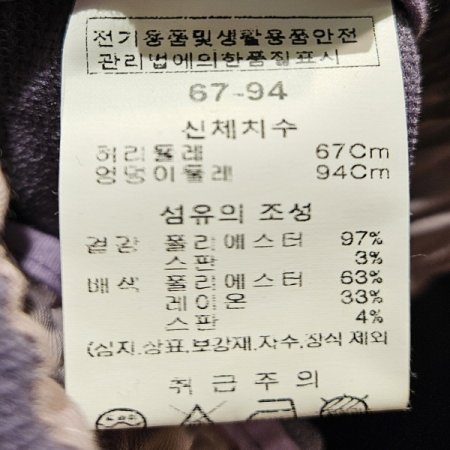 전기용품및생활용품안전
관리법에의한품질표시
67-94
신체치수
허리둘레 67Cm
엉덩이둘레 94Cm
섬유의 조성
겉감 폴리에스터 97%
스판 3%
배색 폴리에스터 63%
레이온 33%
스판 4%
(심지.상표.보강재.자수.장식 제외
취급주의